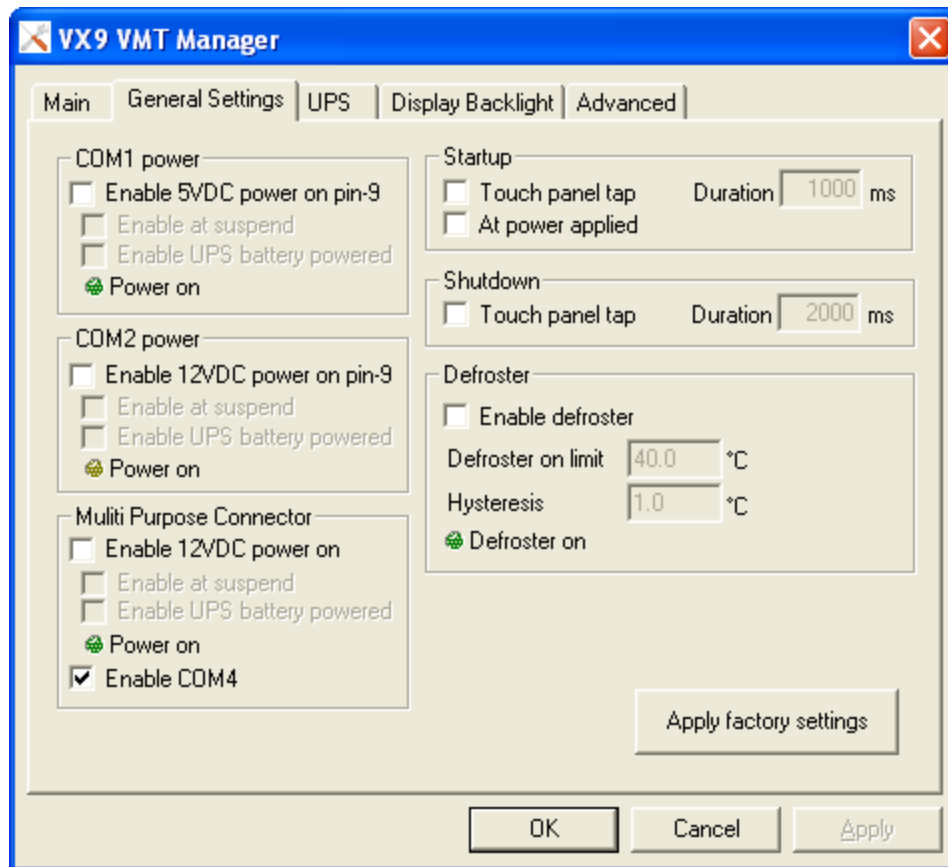 VX9 VMT Manager
Main General Settings UPS Display Backlight Advanced
COM1 power
Enable 5VDC power on pin-9
Enable at suspend
Enable UPS battery powered
Power on
COM2 power
Enable 12VDC power on pin-9
Enable at suspend
Enable UPS battery powered
Power on
Muliti Purpose Connector
Enable 12VDC power on
Enable at suspend
Enable UPS battery powered
Power on
Enable COM4
Startup
Touch panel tap Duration 1000 ms
At power applied
Shutdown
Touch panel tap Duration 2000 ms
Defroster
Enable defroster
Defroster on limit 40.0 °C
Hysteresis 1.0 °C
Defroster on
Apply factory settings
OK Cancel Apply